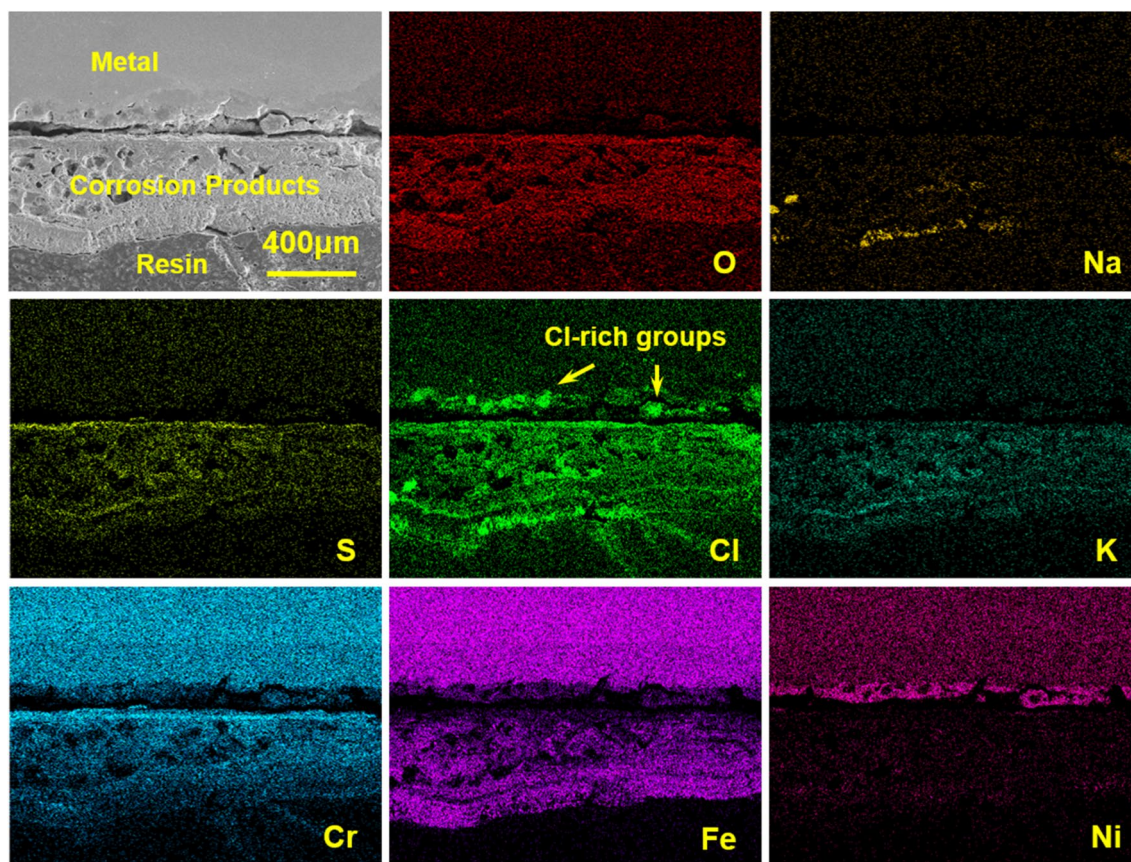 Metal
Corrosion Products
Resin
400μm
O
Na
S
Cl-rich groups
Cl
K
Cr
Fe
Ni